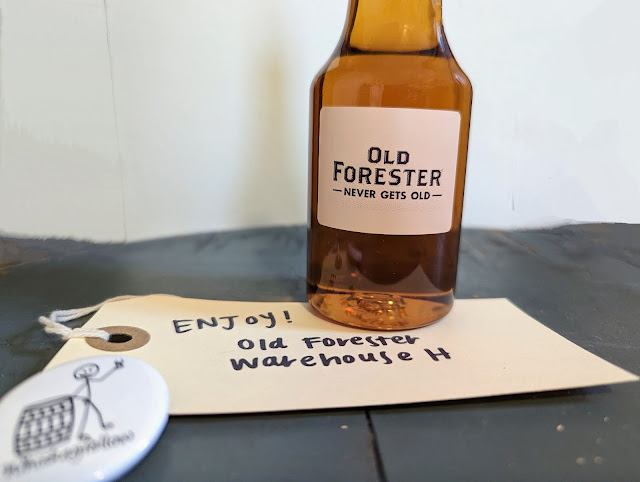 OLD
FORESTER
— NEVER GETS OLD —
ENJOY!
Old Forester
Warehouse H